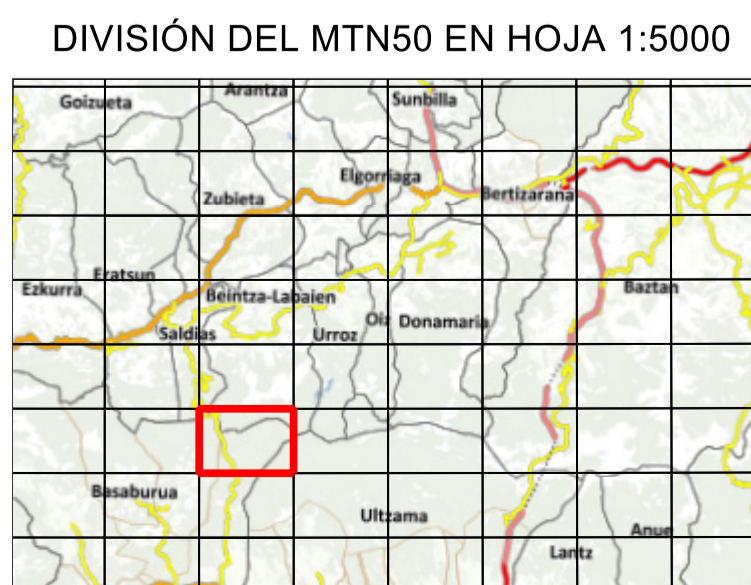 DIVISIÓN DEL MTN50 EN HOJA 1:5000
Arantza
Goizueta
Sunbilla
Elgorriaga
Zubieta
Bertizarana
Eratsun
Ezkurra
Baztan
Beintza-Labaien
Oiz
Donamaria
Saldias
Urroz
Basaburua
Ultzama
Anue
Lantz